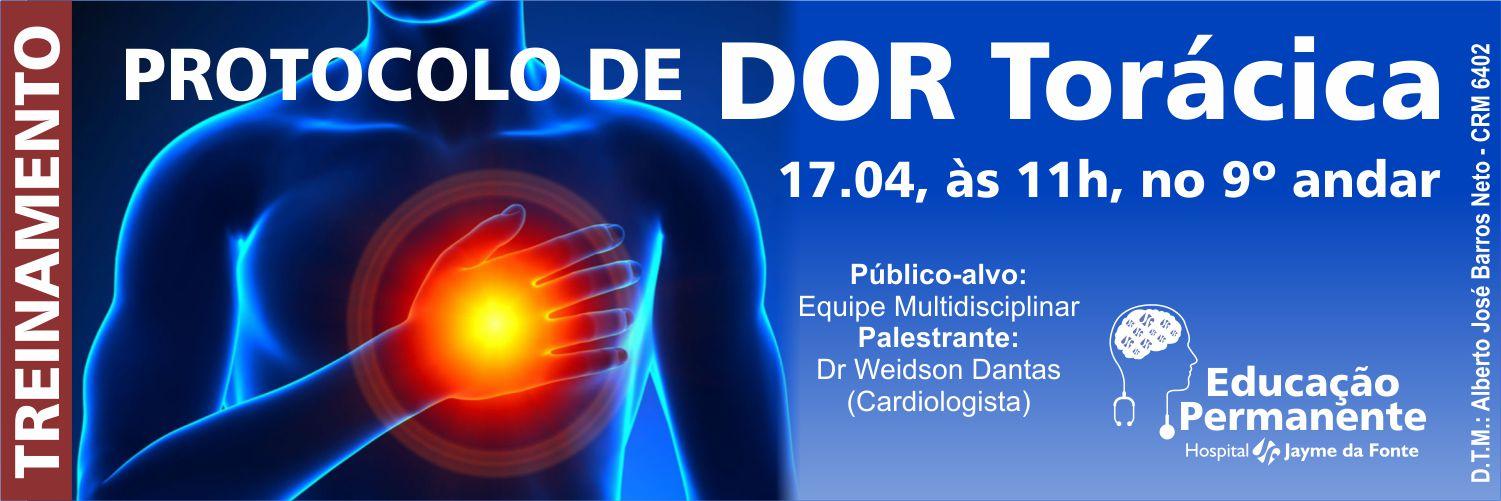 TREINAMENTO
PROTOCOLO DE DOR Torácica
17.04, às 11h, no 9º andar
Público-alvo:
Equipe Multidisciplinar
Palestrante:
Dr Weidson Dantas
(Cardiologista)
Educação
Permanente
Hospital Jayme da Fonte
D.T.M.: Alberto José Barros Neto - CRM 6402